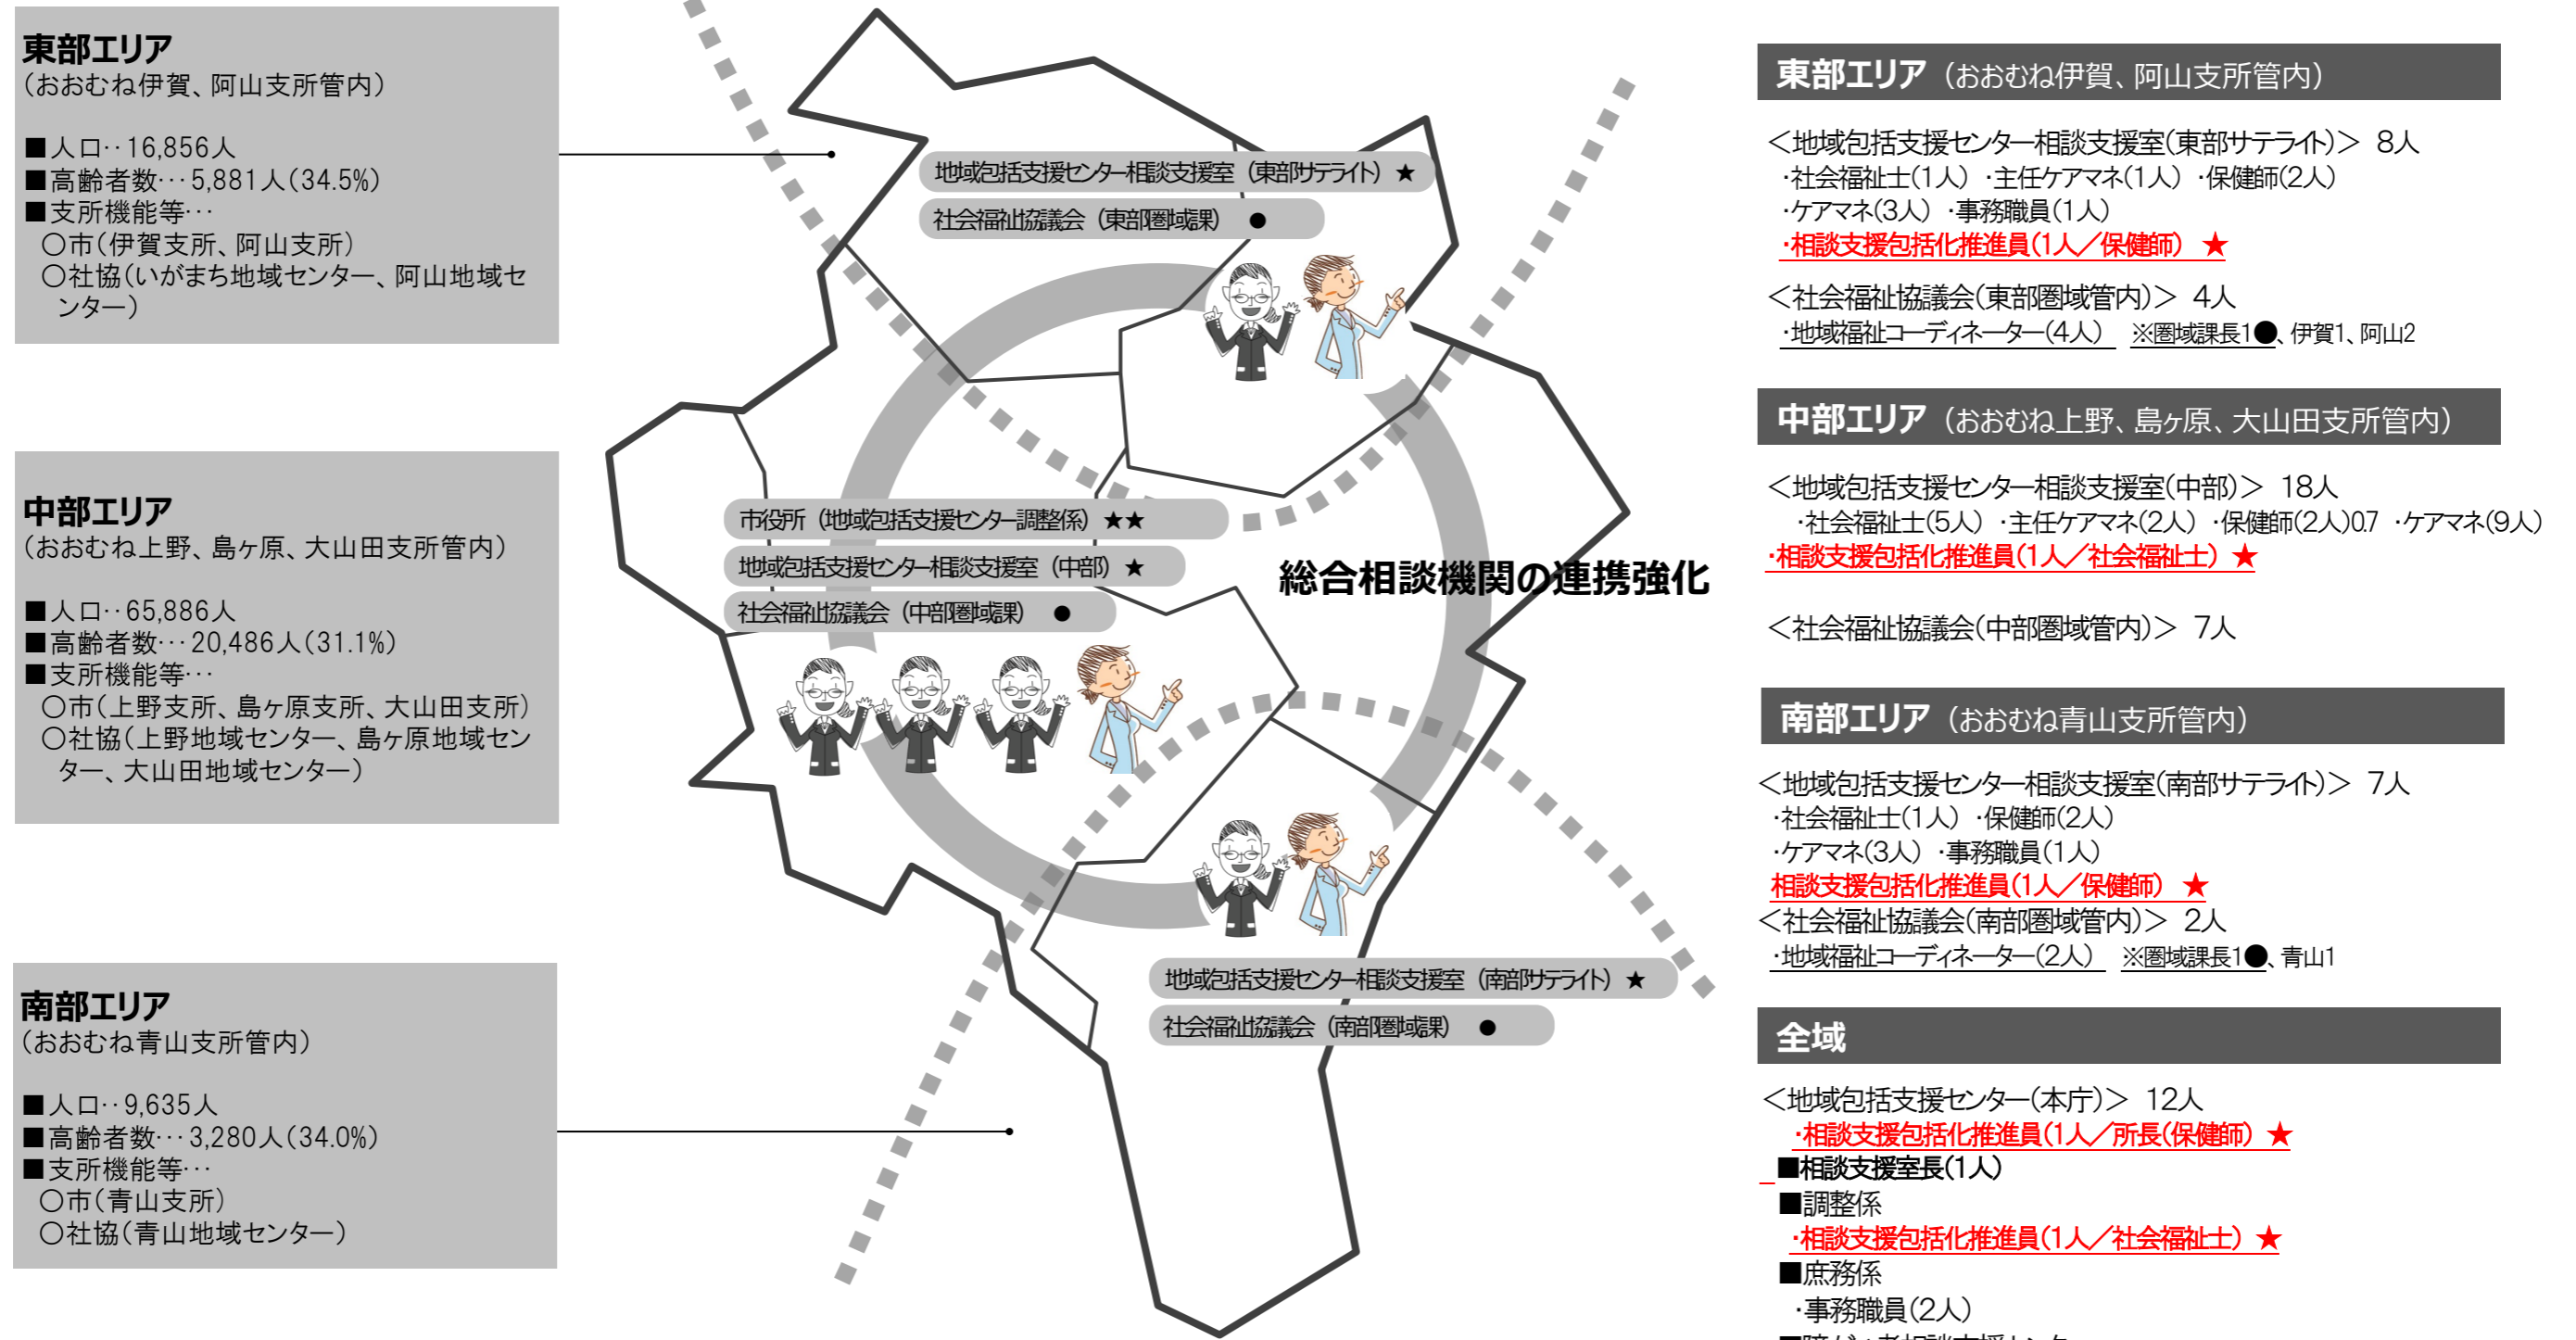 東部エリア
（おおむね伊賀、阿山支所管内）
■人口‥16,856人
■高齢者数…5,881人(34.5%)
■支所機能等…
○市（伊賀支所、阿山支所）
○社協（いがまち地域センター、阿山地域セ
ンター）
中部エリア
（おおむね上野、島ヶ原、大山田支所管内）
■人口‥65,886人
■高齢者数…20,486人(31.1%)
■支所機能等…
○市（上野支所、島ヶ原支所、大山田支所）
○社協（上野地域センター、島ヶ原地域セン
ター、大山田地域センター）
南部エリア
（おおむね青山支所管内）
■人口‥9,635人
■高齢者数…3,280人(34.0%)
■支所機能等…
○市（青山支所）
○社協（青山地域センター）
地域包括支援センター相談支援室（東部サテライト）★
社会福祉協議会（東部圏域課） ●
市役所（地域包括支援センター調整係）★★
地域包括支援センター相談支援室（中部）★
社会福祉協議会（中部圏域課） ●
総合相談機関の連携強化
地域包括支援センター相談支援室（南部サテライト）★
社会福祉協議会（南部圏域課） ●
東部エリア（おおむね伊賀、阿山支所管内）
＜地域包括支援センター相談支援室(東部サテライト)＞ 8人
・社会福祉士(1人) ・主任ケアマネ(1人) ・保健師(2人)
・ケアマネ(3人) ・事務職員(1人)
・相談支援包括化推進員(1人／保健師) ★
＜社会福祉協議会(東部圏域管内)＞ 4人
・地域福祉コーディネーター(4人) ※圏域課長1●、伊賀1、阿山2
中部エリア（おおむね上野、島ヶ原、大山田支所管内）
＜地域包括支援センター相談支援室(中部)＞ 18人
・社会福祉士(5人) ・主任ケアマネ(2人) ・保健師(2人)0.7 ・ケアマネ(9人)
・相談支援包括化推進員(1人／社会福祉士) ★
＜社会福祉協議会(中部圏域管内)＞ 7人
南部エリア（おおむね青山支所管内）
＜地域包括支援センター相談支援室(南部サテライト)＞ 7人
・社会福祉士(1人) ・保健師(2人)
・ケアマネ(3人) ・事務職員(1人)
相談支援包括化推進員(1人／保健師) ★
＜社会福祉協議会(南部圏域管内)＞ 2人
・地域福祉コーディネーター(2人) ※圏域課長1●、青山1
全域
＜地域包括支援センター(本庁)＞ 12人
・相談支援包括化推進員(1人／所長(保健師) ★
■相談支援室長(1人)
■調整係
・相談支援包括化推進員(1人／社会福祉士) ★
■庶務係
・事務職員(2人)